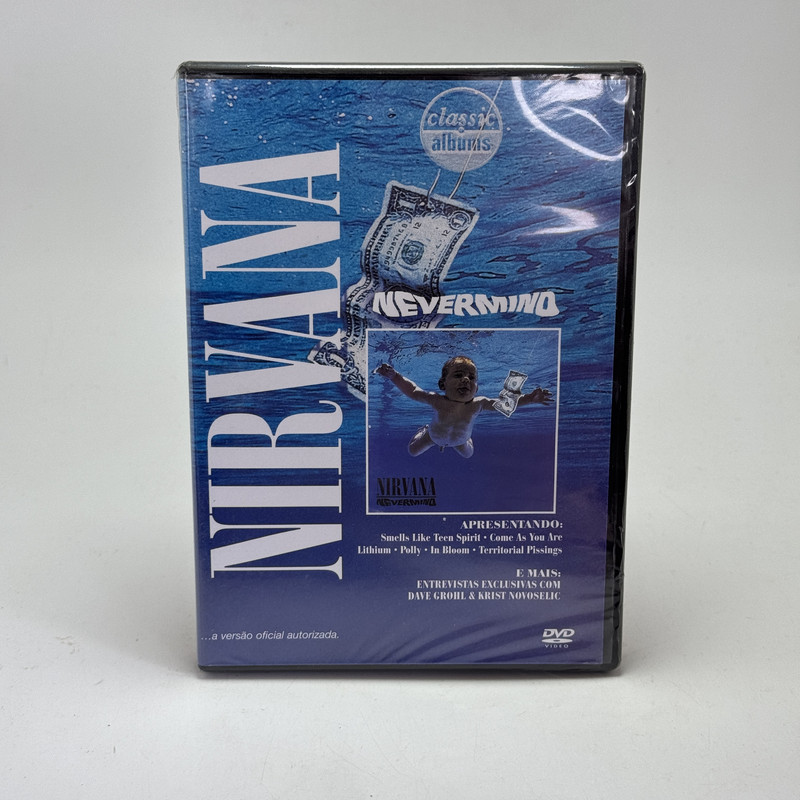 classic
albums
NIRVANA
NEVERMIND
NIRVANA
NEVERMIND
APRESENTANDO:
Smells Like Teen Spirit • Come As You Are
Lithium • Polly • In Bloom • Territorial Pissings
E MAIS:
ENTREVISTAS EXCLUSIVAS COM
DAVE GROHL & KRIST NOVOSELIC
...a versão oficial autorizada.
DVD
VIDEO